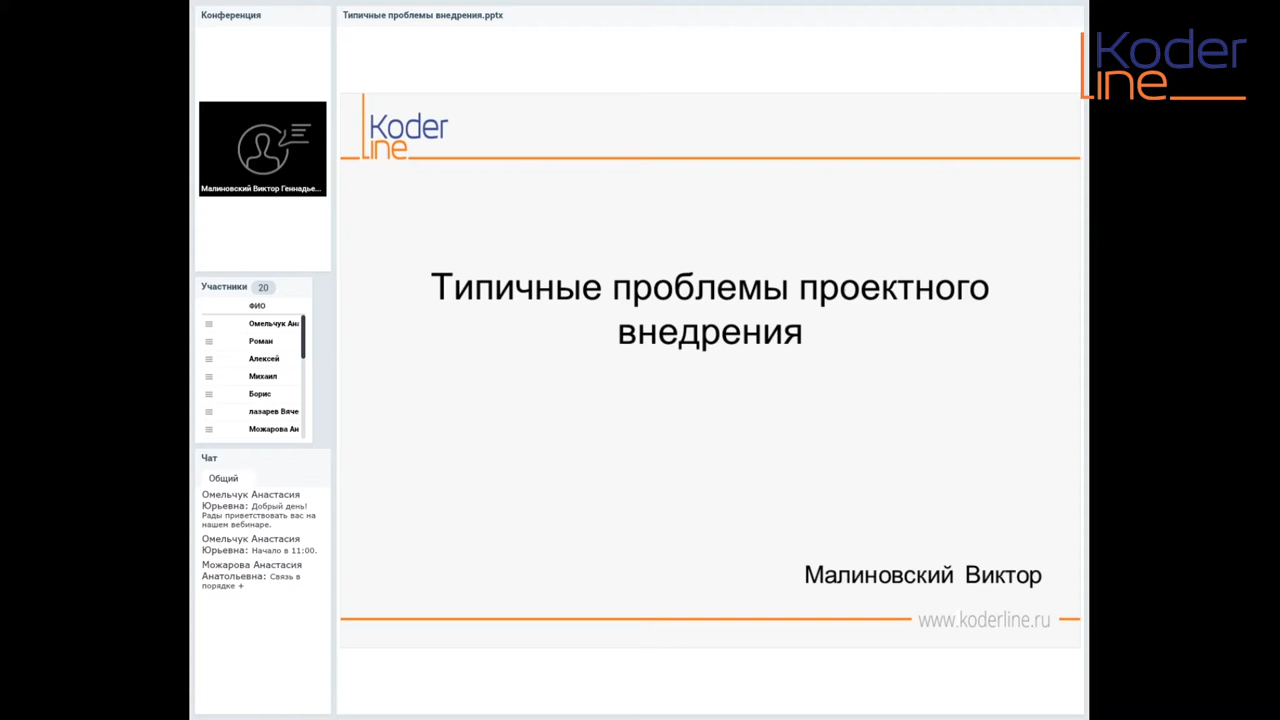 Конференция
Типичные проблемы внедрения.pptx
Koder
line
Koder
line
Малиновский Виктор Геннадье...
Типичные проблемы проектного
внедрения
Участники 20
ФИО
Омельчук Ана
Роман
Алексей
Михаил
Борис
лазарев Вяче
Можарова Ан
Чат
Общий
Омельчук Анастасия
Юрьевна: Добрый день!
Рады приветствовать вас на
нашем вебинаре.
Омельчук Анастасия
Юрьевна: Начало в 11:00.
Можарова Анастасия
Анатольевна: Связь в
порядке +
Малиновский Виктор
www.koderline.ru